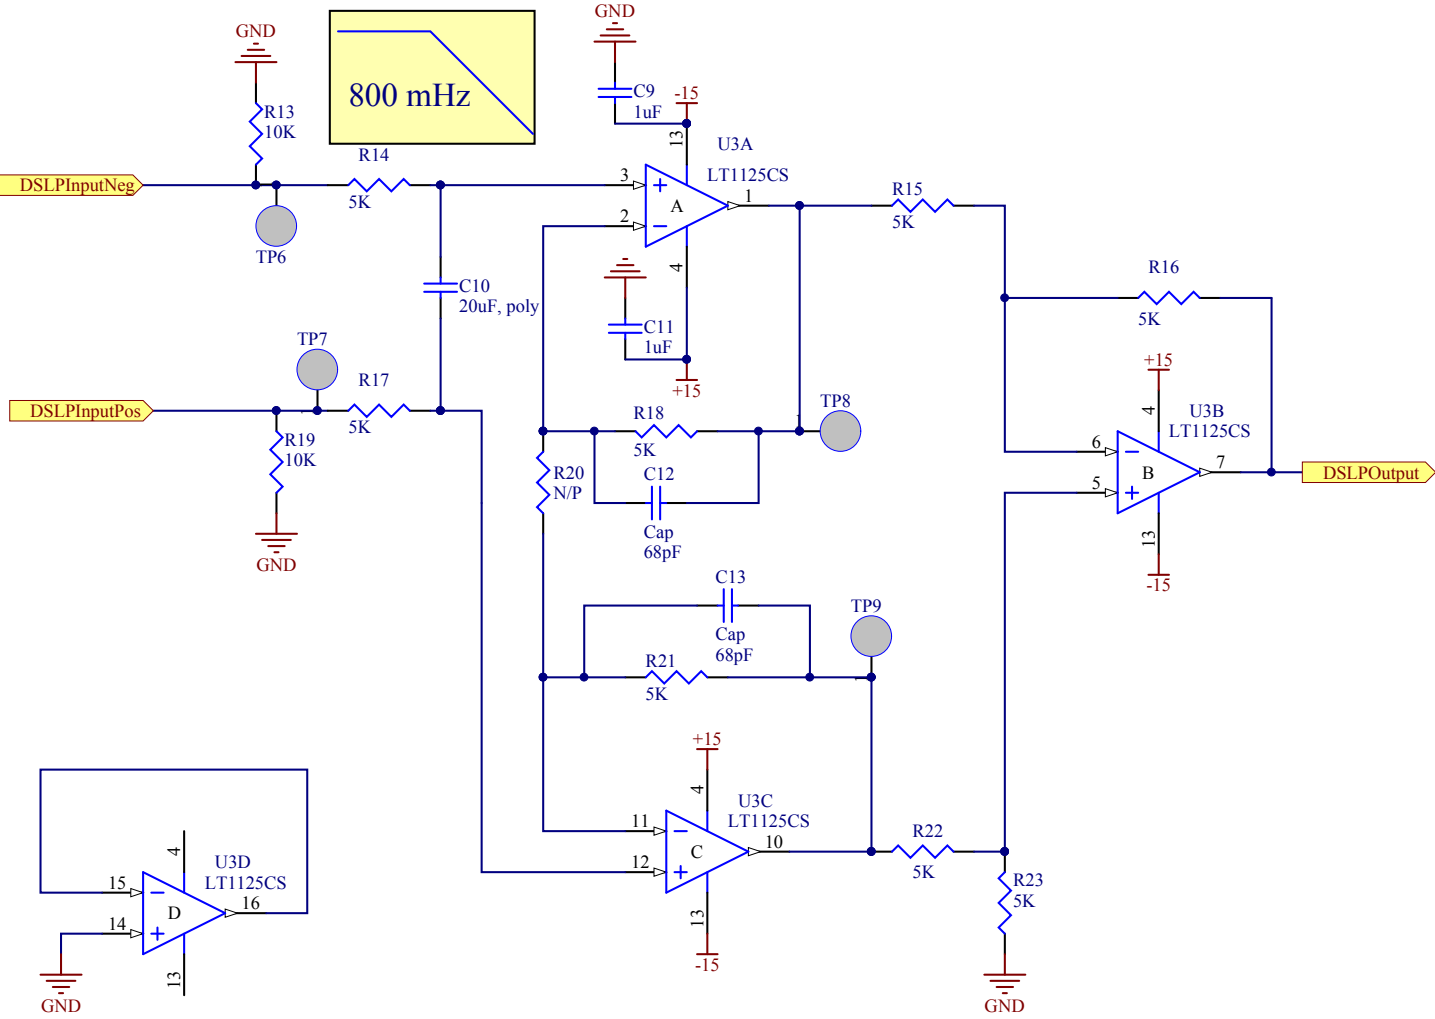 GND
GND
800 mHz
R13
10K
C9
1uF
-15
13
U3A
LT1125CS
DSLPInputNeg
R14
5K
3
A
1
2
R15
5K
TP6
4
R16
5K
C10
20uF, poly
C11
1uF
+15
TP7
R17
5K
DSLPInputPos
R19
10K
GND
R18
5K
1
TP8
R20
N/P
C12
Cap
68pF
+15
4
U3B
LT1125CS
6
B
7
5
DSLPOutput
13
-15
C13
Cap
68pF
TP9
R21
5K
+15
4
U3C
LT1125CS
11
C
10
12
13
-15
R22
5K
R23
5K
GND
4
U3D
LT1125CS
15
D
16
14
13
GND